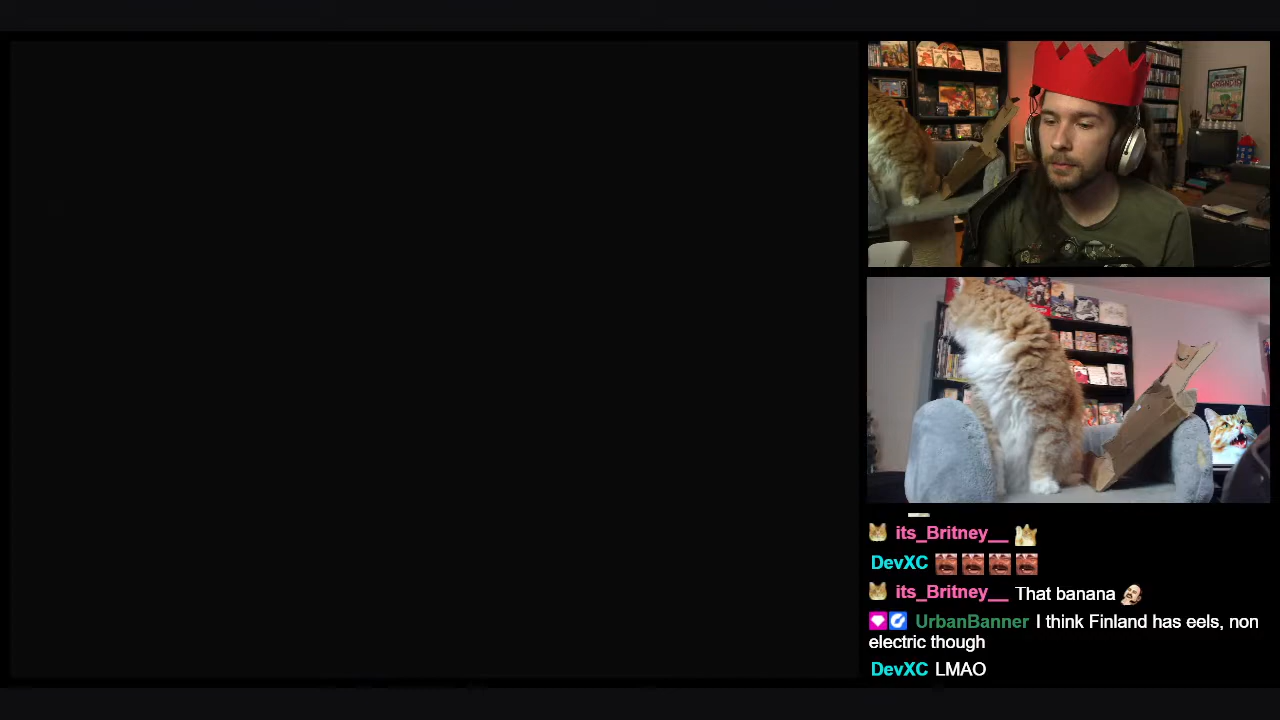 its_Britney__
DevXC
its_Britney__ That banana
UrbanBanner I think Finland has eels, non
electric though
DevXC LMAO